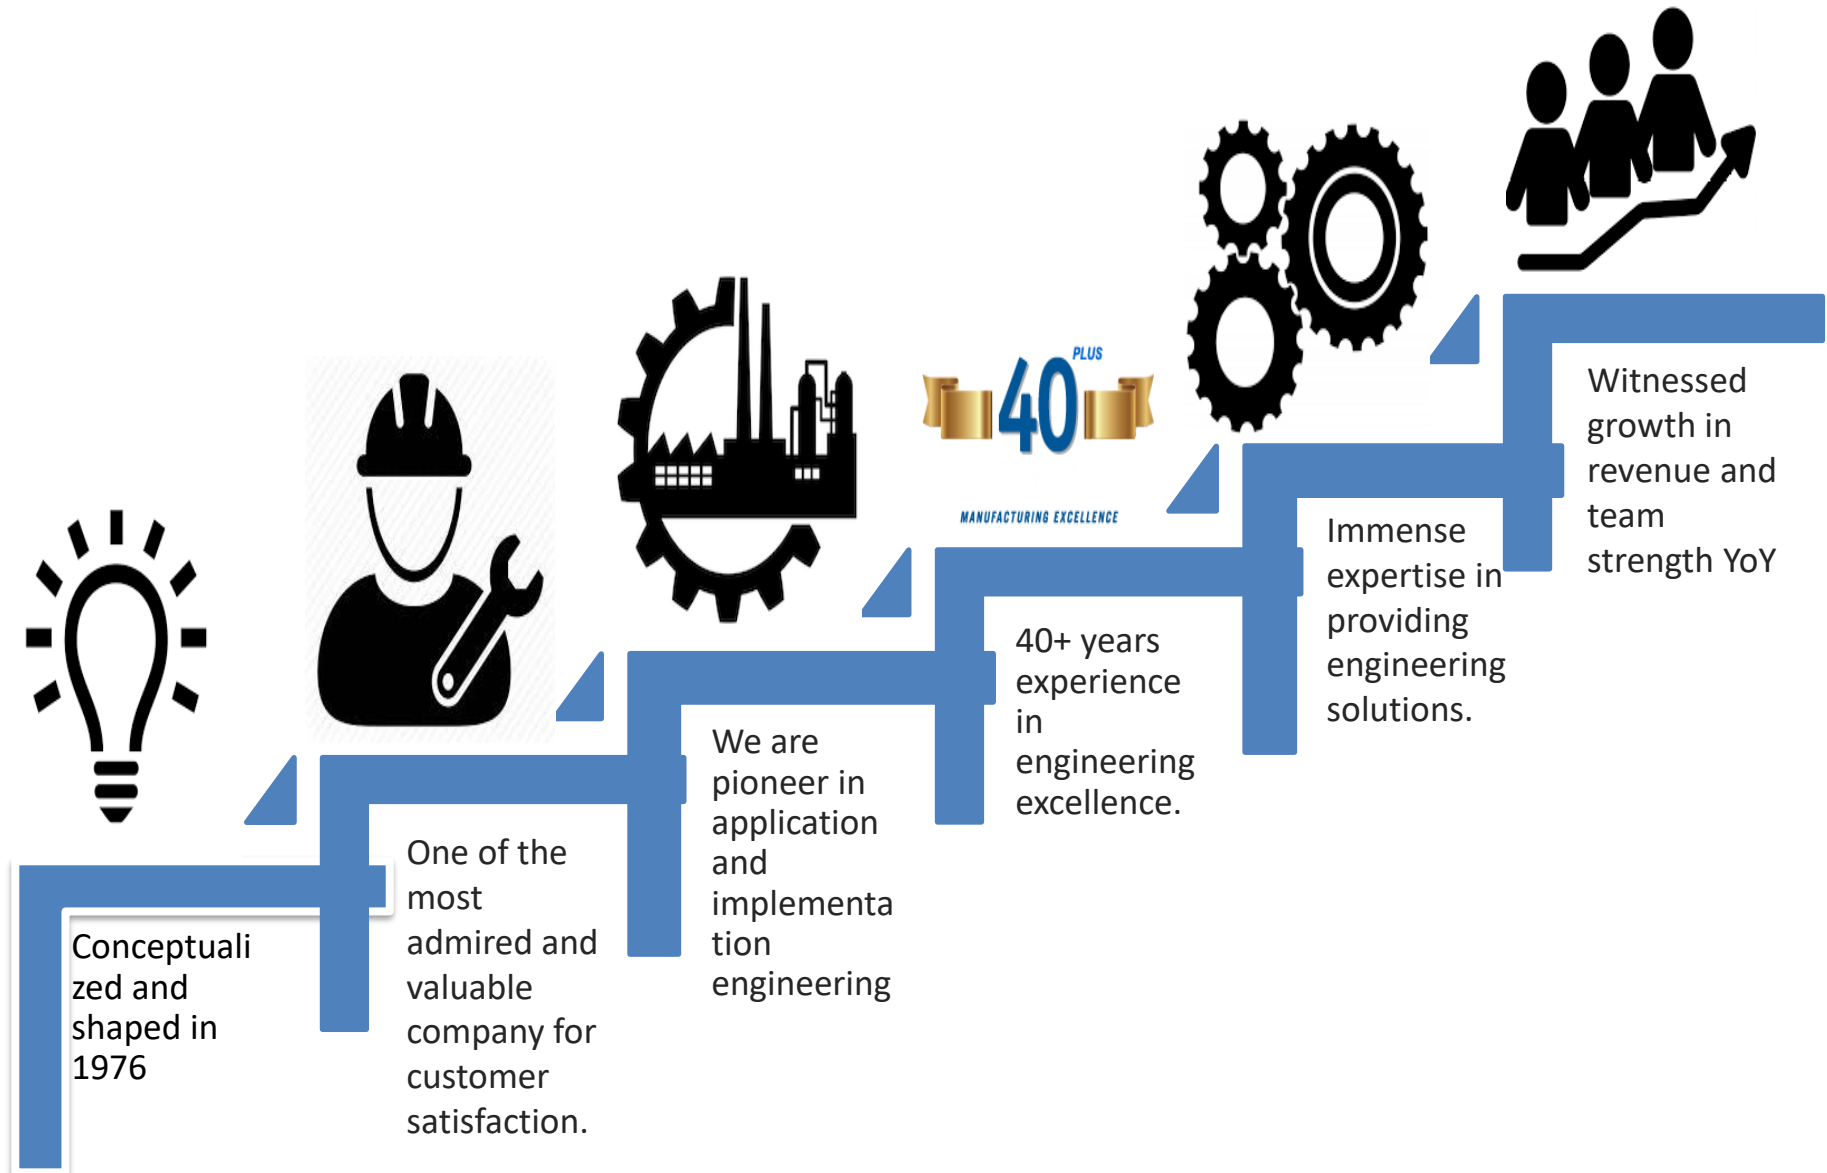 Conceptuali
zed and
shaped in
1976
One of the
most
admired and
valuable
company for
customer
satisfaction.
We are
pioneer in
application
and
implementa
tion
engineering
PLUS
40
MANUFACTURING EXCELLENCE
40+ years
experience
in
engineering
excellence.
Immense
expertise in
providing
engineering
solutions.
Witnessed
growth in
revenue and
team
strength YoY